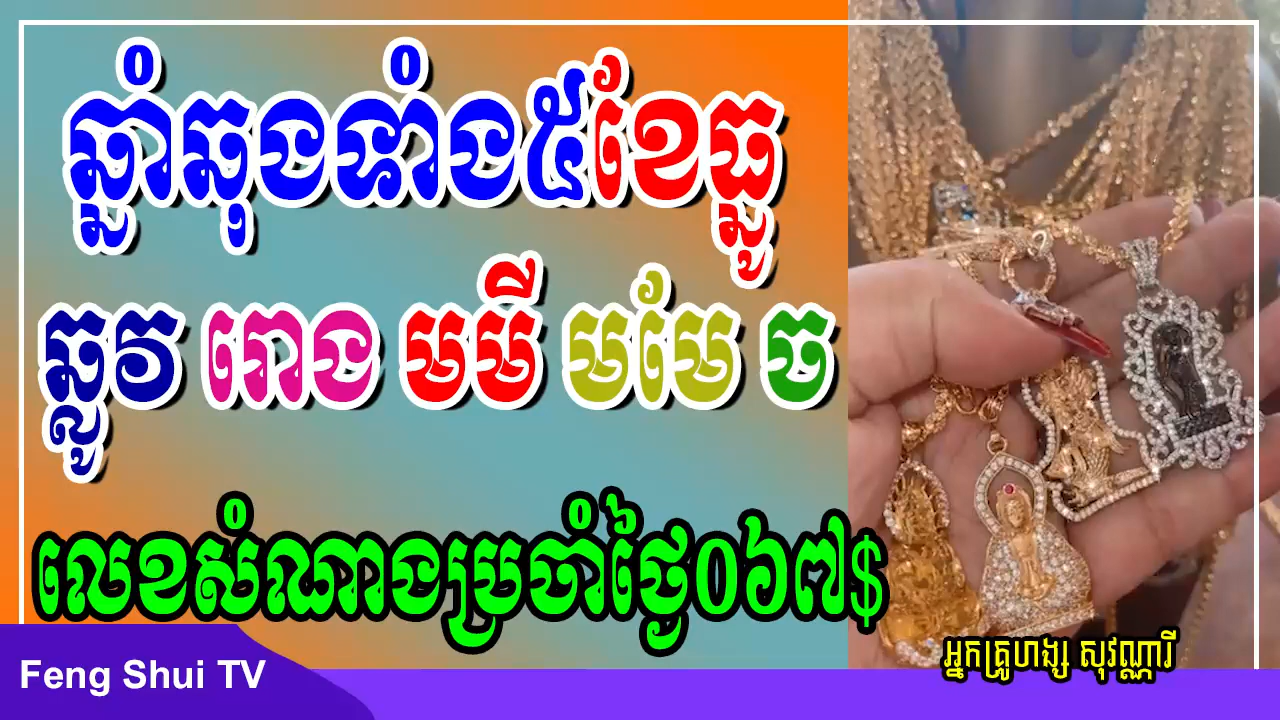 ឆ្នាំឆុងទាំង៥ខែធ្នូ
ឆ្លូវ រោង មមី មមែ ច
លេខសំណាងប្រចាំថ្ងៃ០៦៧$
Feng Shui TV
អ្នកគ្រូហង្ស សុវណ្ណារី